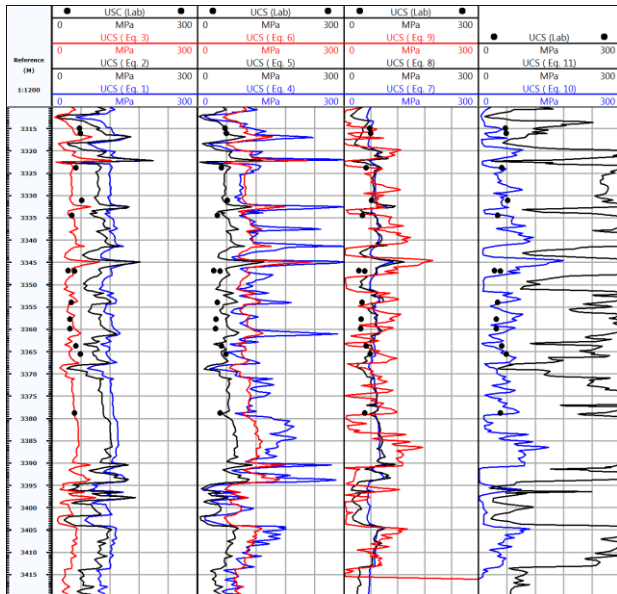 USC (Lab)
0 MPa 300
UCS ( Eq. 3)
0 MPa 300
UCS ( Eq. 2)
0 MPa 300
UCS ( Eq. 1)
0 MPa 300
UCS (Lab)
0 MPa 300
UCS ( Eq. 6)
0 MPa 300
UCS ( Eq. 5)
0 MPa 300
UCS ( Eq. 4)
0 MPa 300
UCS (Lab)
0 MPa 300
UCS ( Eq. 9)
0 MPa 300
UCS ( Eq. 8)
0 MPa 300
UCS ( Eq. 7)
0 MPa 300
UCS (Lab)
0 MPa 300
UCS ( Eq. 11)
0 MPa 300
UCS ( Eq. 10)
0 MPa 300
Reference
(M)
1:1200
3315
3320
3324
3331
3335
3340
3345
3350
3355
3360
3365
3370
3380
3385
3390
3395
3400
3405
3410
3415